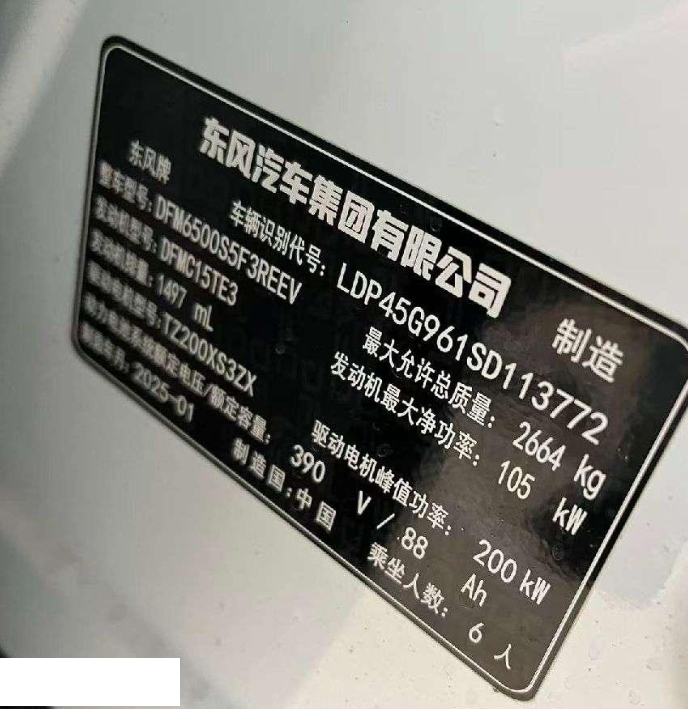 东风汽车集团有限公司 制造
东风牌 车辆识别代号: LDP45G961SD113772
整车型号: DFM6500S5F3REEV 最大允许总质量: 2664 kg
发动机型号: DFMC15TE3 发动机最大净功率: 105 kW
发动机排量: 1497 mL
驱动电机型号: TZ200XS3ZX 驱动电机峰值功率: 200 kW
动力电池系统额定电压/额定容量: 390 V / 88 Ah
制造年月: 2025-01 制造国: 中国 乘坐人数: 6 人